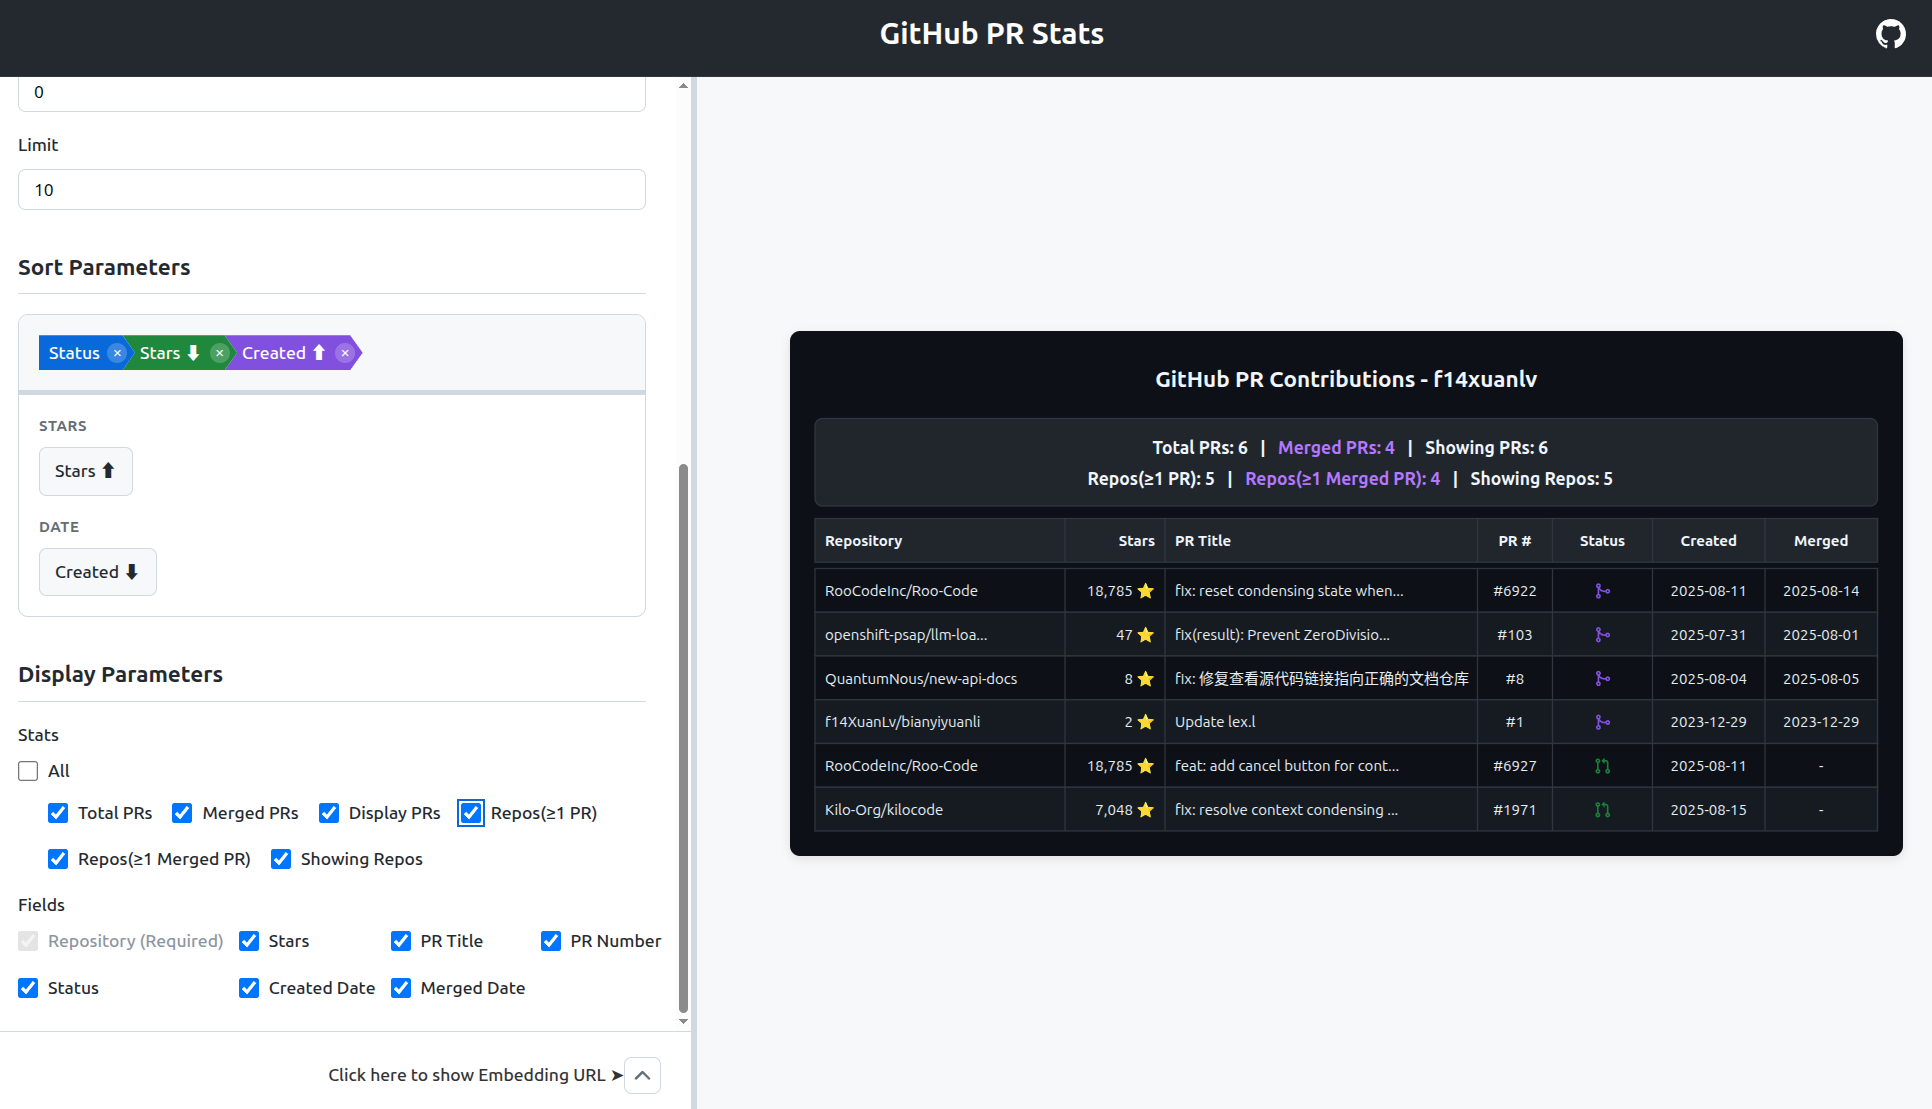 GitHub PR Stats
0
Limit
10
Sort Parameters
Status × Stars ⬇ × Created ⬆ ×
STARS
Stars ⬆
DATE
Created ⬇
Display Parameters
Stats
All
Total PRs Merged PRs Display PRs Repos(≥1 PR)
Repos(≥1 Merged PR) Showing Repos
Fields
Repository (Required) Stars PR Title PR Number
Status Created Date Merged Date
Click here to show Embedding URL ➤
GitHub PR Contributions - f14xuanlv
Total PRs: 6 | Merged PRs: 4 | Showing PRs: 6
Repos(≥1 PR): 5 | Repos(≥1 Merged PR): 4 | Showing Repos: 5
Repository Stars PR Title PR # Status Created Merged
RooCodeInc/Roo-Code 18,785 ⭐ fix: reset condensing state when... #6922 2025-08-11 2025-08-14
openshift-psap/llm-loa... 47 ⭐ fix(result): Prevent ZeroDivisio... #103 2025-07-31 2025-08-01
QuantumNous/new-api-docs 8 ⭐ fix: 修复查看源代码链接指向正确的文档仓库 #8 2025-08-04 2025-08-05
f14XuanLv/bianyiyuanli 2 ⭐ Update lex.l #1 2023-12-29 2023-12-29
RooCodeInc/Roo-Code 18,785 ⭐ feat: add cancel button for cont... #6927 2025-08-11 -
Kilo-Org/kilocode 7,048 ⭐ fix: resolve context condensing ... #1971 2025-08-15 -